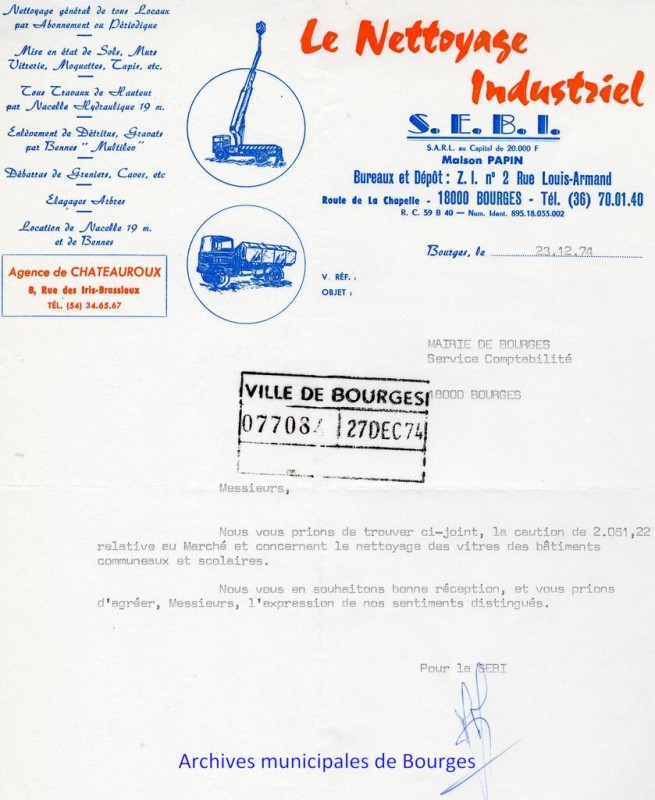 Nettoyage général de tous Locaux
par Abonnement ou Périodique
Mise en état de Sols, Murs
Vitrerie, Moquettes, Tapis, etc.
Tous Travaux de Hauteur
par Nacelle Hydraulique 19 m.
Enlèvement de Détritus, Gravats
par Bennes " Multilev"
Débarras de Greniers, Caves, etc
Elagages Arbres
Location de Nacelle 19 m.
et de Bennes
Agence de CHATEAUROUX
8, Rue des Iris-Brassioux
TÉL. (54) 34.65.67
Le Nettoyage
Industriel
S. E. B. I.
S.A.R.L. au Capital de 20.000 F
Maison PAPIN
Bureaux et Dépôt : Z. I. n° 2 Rue Louis-Armand
Route de La Chapelle - 18000 BOURGES - Tél. (36) 70.01.40
R. C. 59 B 40 — Num. Ident. 895.18.033.002
Bourges, le 23.12.74
V. RÉF. :
OBJET :
MAIRIE DE BOURGES
Service Comptabilité
18000 BOURGES
VILLE DE BOURGES
27DEC74
Messieurs,
Nous vous prions de trouver ci-joint, la caution de 2.051,22
relative au Marché et concernant le nettoyage des vitres des bâtiments
communeaux et scolaires.
Nous vous en souhaitons bonne réception, et vous prions
d'agréer, Messieurs, l'expression de nos sentiments distingués.
Pour la SEBI
Archives municipales de Bourges